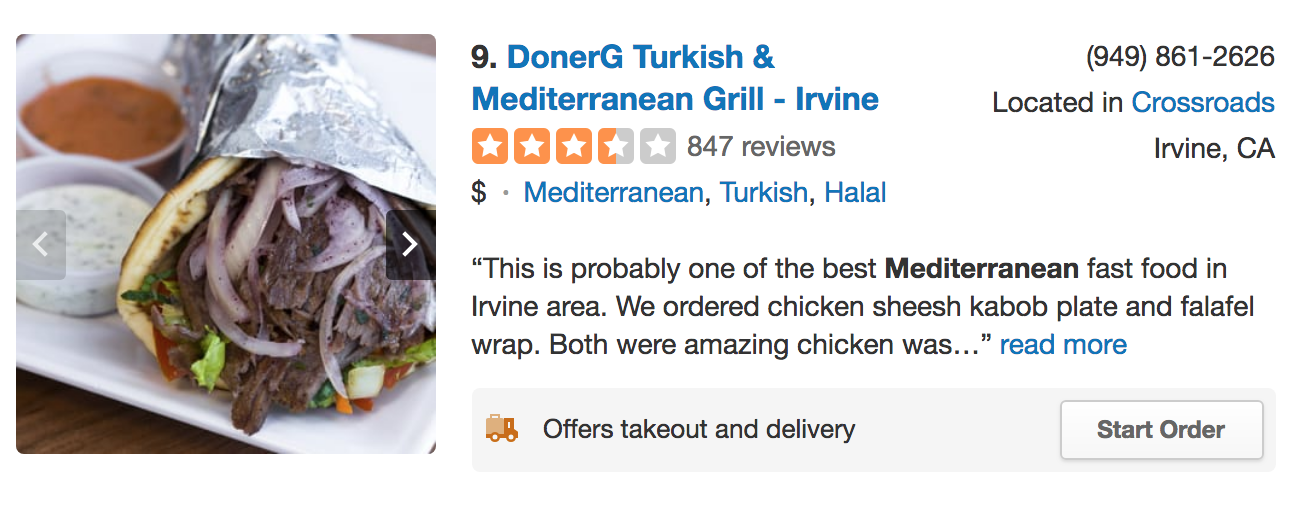 9. DonerG Turkish &
Mediterranean Grill - Irvine
847 reviews
$ · Mediterranean, Turkish, Halal
(949) 861-2626
Located in Crossroads
Irvine, CA
“This is probably one of the best Mediterranean fast food in
Irvine area. We ordered chicken sheesh kabob plate and falafel
wrap. Both were amazing chicken was…” read more
Offers takeout and delivery
Start Order